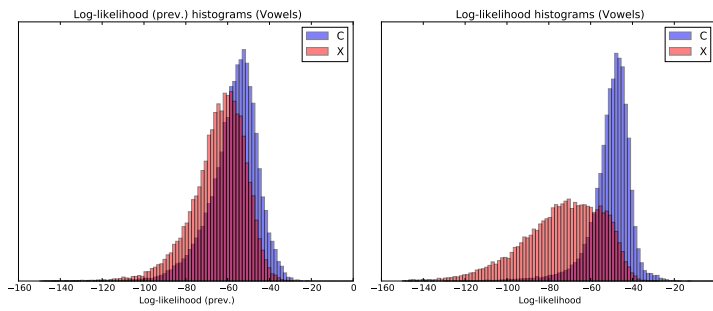 Log-likelihood (prev.) histograms (Vowels)
C
X
−160 −140 −120 −100 −80 −60 −40 −20 0
Log-likelihood (prev.)
Log-likelihood histograms (Vowels)
C
X
−160 −140 −120 −100 −80 −60 −40 −20
Log-likelihood